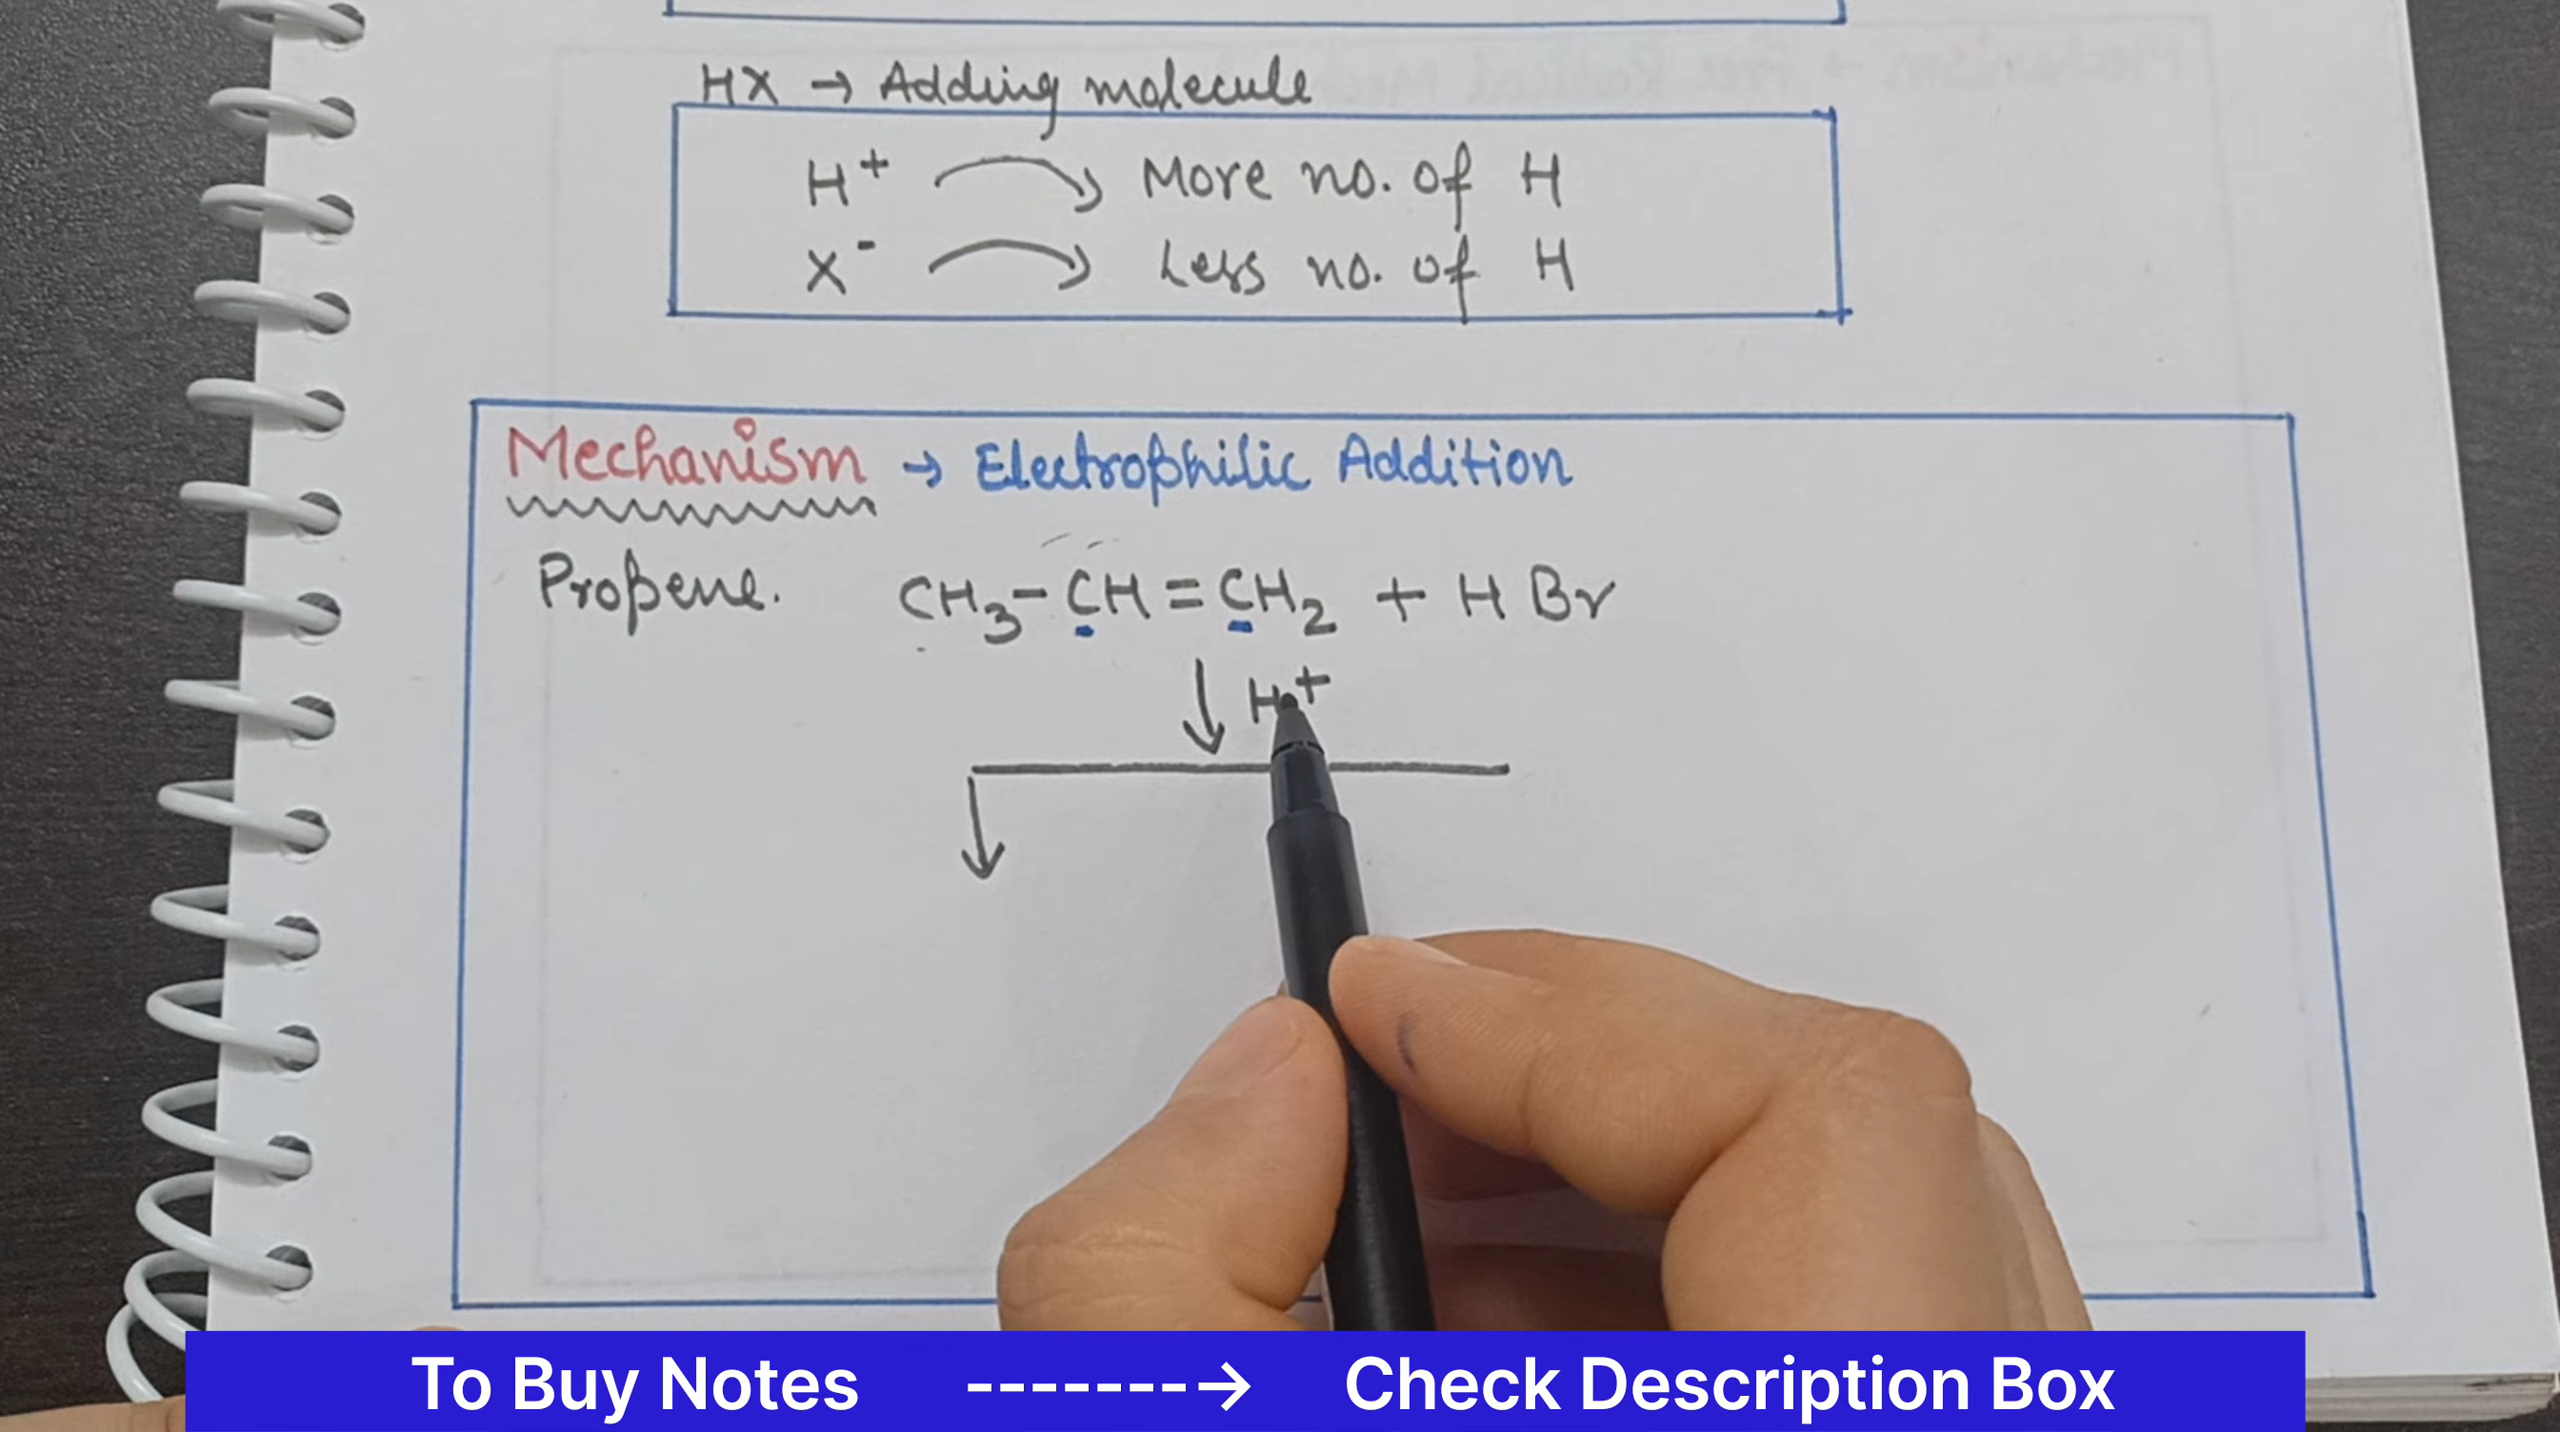 HX → Adding molecule
H⁺ → More no. of H
X⁻ → Less no. of H
Mechanism → Electrophilic Addition
Propene. CH₃-CH=CH₂ + H Br
↓ H⁺
To Buy Notes -------→ Check Description Box